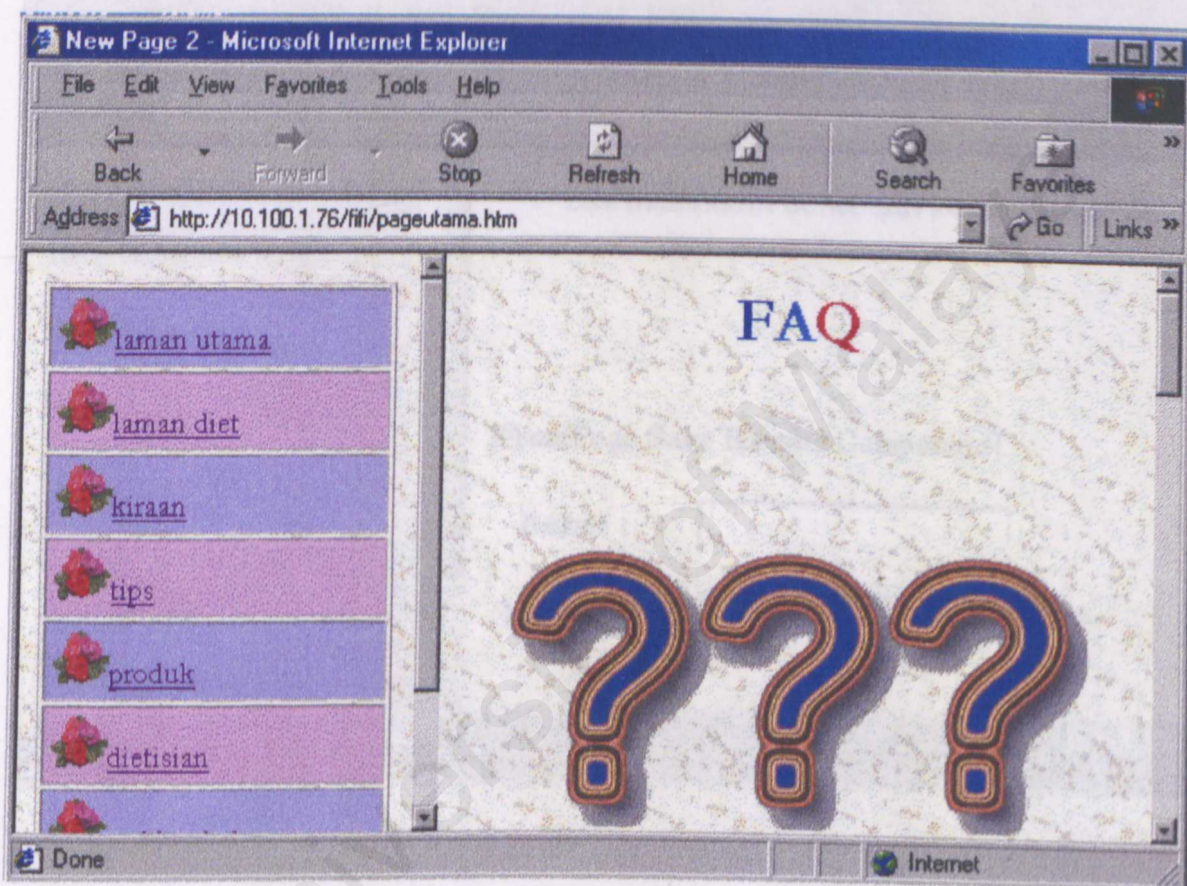 New Page 2 - Microsoft Internet Explorer
File Edit View Favorites Tools Help
Back Forward Stop Refresh Home Search Favorites »
Address http://10.100.1.76/fifi/pageutama.htm Go Links »
laman utama
laman diet
kiraan
tips
produk
dietisian
FAQ
???
Done Internet
of Malay